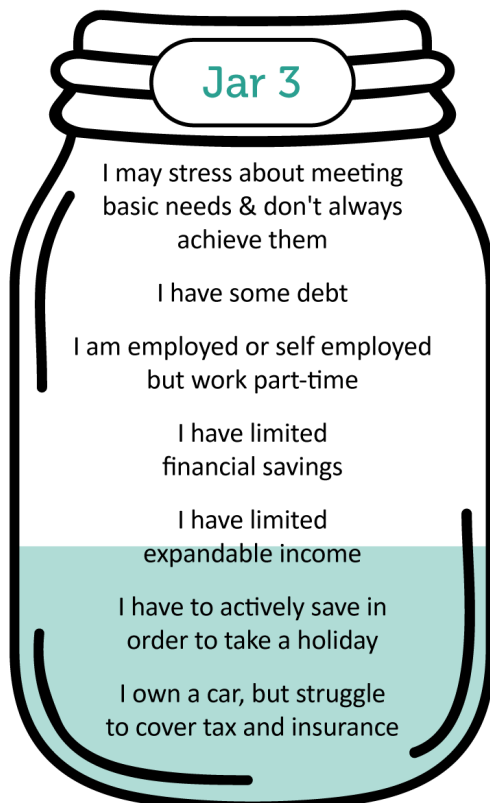 Jar 3
I may stress about meeting
basic needs & don't always
achieve them
I have some debt
I am employed or self employed
but work part-time
I have limited
financial savings
I have limited
expandable income
I have to actively save in
order to take a holiday
I own a car, but struggle
to cover tax and insurance